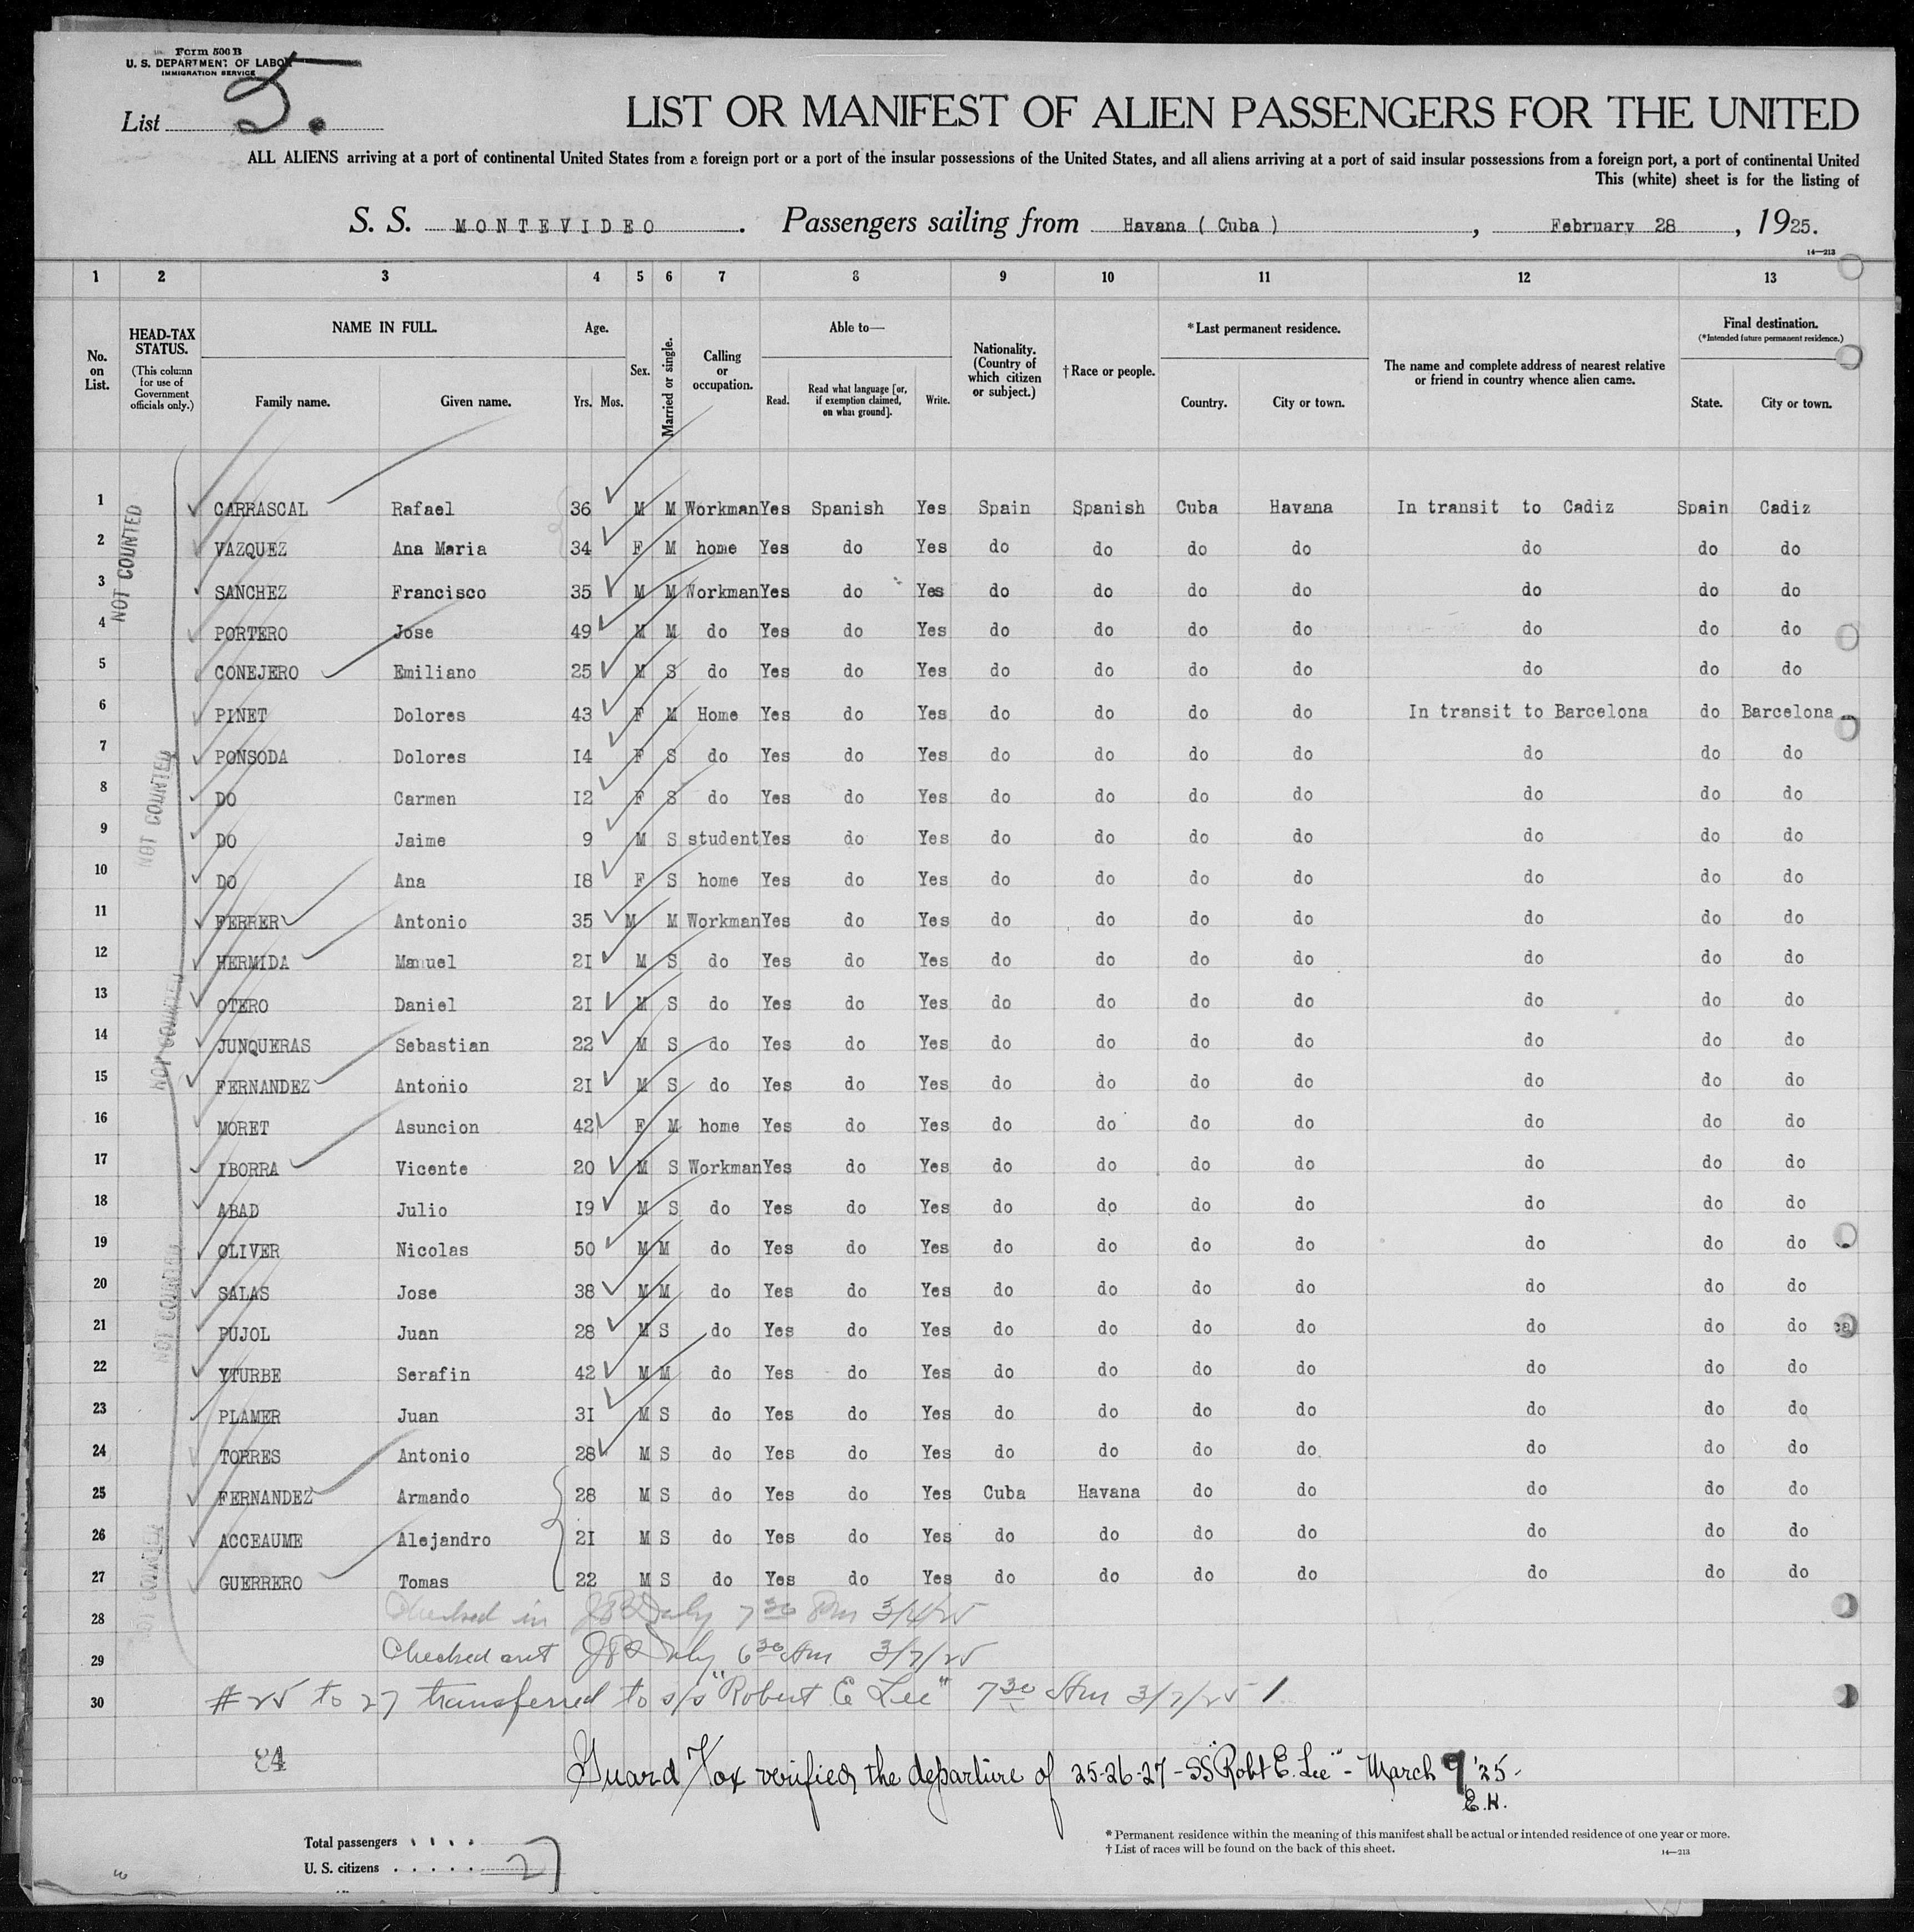 Form 500 B
U. S. DEPARTMENT OF LABOR
IMMIGRATION SERVICE
List 5.
LIST OR MANIFEST OF ALIEN PASSENGERS FOR THE UNITED
ALL ALIENS arriving at a port of continental United States from a foreign port or a port of the insular possessions of the United States, and all aliens arriving at a port of said insular possessions from a foreign port, a port of continental United
This (white) sheet is for the listing of
S. S. MONTEVIDEO. Passengers sailing from Havana ( Cuba ), February 28, 1925.
14—213
1 2 3 4 5 6 7 8 9 10 11 12 13
No. on List.
HEAD-TAX STATUS.
(This column for use of Government officials only.)
NAME IN FULL.
Family name. Given name.
Age.
Yrs. Mos.
Sex.
Married or single.
Calling or occupation.
Able to—
Read. Read what language [or, if exemption claimed, on what ground]. Write.
Nationality. (Country of which citizen or subject.)
†Race or people.
*Last permanent residence.
Country. City or town.
The name and complete address of nearest relative or friend in country whence alien came.
Final destination.
(*Intended future permanent residence.)
State. City or town.
1 CARRASCAL Rafael 36 M M Workman Yes Spanish Yes Spain Spanish Cuba Havana In transit to Cadiz Spain Cadiz
2 VAZQUEZ Ana Maria 34 F M home Yes do Yes do do do do do do do
3 SANCHEZ Francisco 35 M M Workman Yes do Yes do do do do do do do
4 PORTERO Jose 49 M M do Yes do Yes do do do do do do do
5 CONEJERO Emiliano 25 M S do Yes do Yes do do do do do do do
6 PINET Dolores 43 F M Home Yes do Yes do do do do In transit to Barcelona do Barcelona
7 PONSODA Dolores 14 F S do Yes do Yes do do do do do do do
8 DO Carmen 12 F S do Yes do Yes do do do do do do do
9 DO Jaime 9 M S student Yes do Yes do do do do do do do
10 DO Ana 18 F S home Yes do Yes do do do do do do do
11 FERRER Antonio 35 M M Workman Yes do Yes do do do do do do do
12 HERMIDA Manuel 21 M S do Yes do Yes do do do do do do do
13 OTERO Daniel 21 M S do Yes do Yes do do do do do do do
14 JUNQUERAS Sebastian 22 M S do Yes do Yes do do do do do do do
15 FERNANDEZ Antonio 21 M S do Yes do Yes do do do do do do do
16 MORET Asuncion 42 F M home Yes do Yes do do do do do do do
17 IBORRA Vicente 20 M S Workman Yes do Yes do do do do do do do
18 ABAD Julio 19 M S do Yes do Yes do do do do do do do
19 OLIVER Nicolas 50 M M do Yes do Yes do do do do do do do
20 SALAS Jose 38 M M do Yes do Yes do do do do do do do
21 PUJOL Juan 28 M S do Yes do Yes do do do do do do do
22 YTURBE Serafin 42 M M do Yes do Yes do do do do do do do
23 PLAMER Juan 31 M S do Yes do Yes do do do do do do do
24 TORRES Antonio 28 M S do Yes do Yes do do do do do do do
25 FERNANDEZ Armando 28 M S do Yes do Yes Cuba Havana do do do do do
26 ACCEAUME Alejandro 21 M S do Yes do Yes do do do do do do do
27 GUERRERO Tomas 22 M S do Yes do Yes do do do do do do do
NOT COUNTED
NOT COUNTED
NOT COUNTED
NOT COUNTED
NOT COUNTED
28 Checked in Daly 7 30 Pm 3/4/25
29 Checked out Daly 6 30 Am 3/7/25
30 # 25 to 27 transferred to s/s "Robert E Lee" 7 30 Am 3/7/25
84
Guard Fox verified the departure of 25-26-27 - SS "Robt E. Lee" - March 9 '25 -
E.H.
Total passengers
U. S. citizens 27
* Permanent residence within the meaning of this manifest shall be actual or intended residence of one year or more.
† List of races will be found on the back of this sheet.
14—213